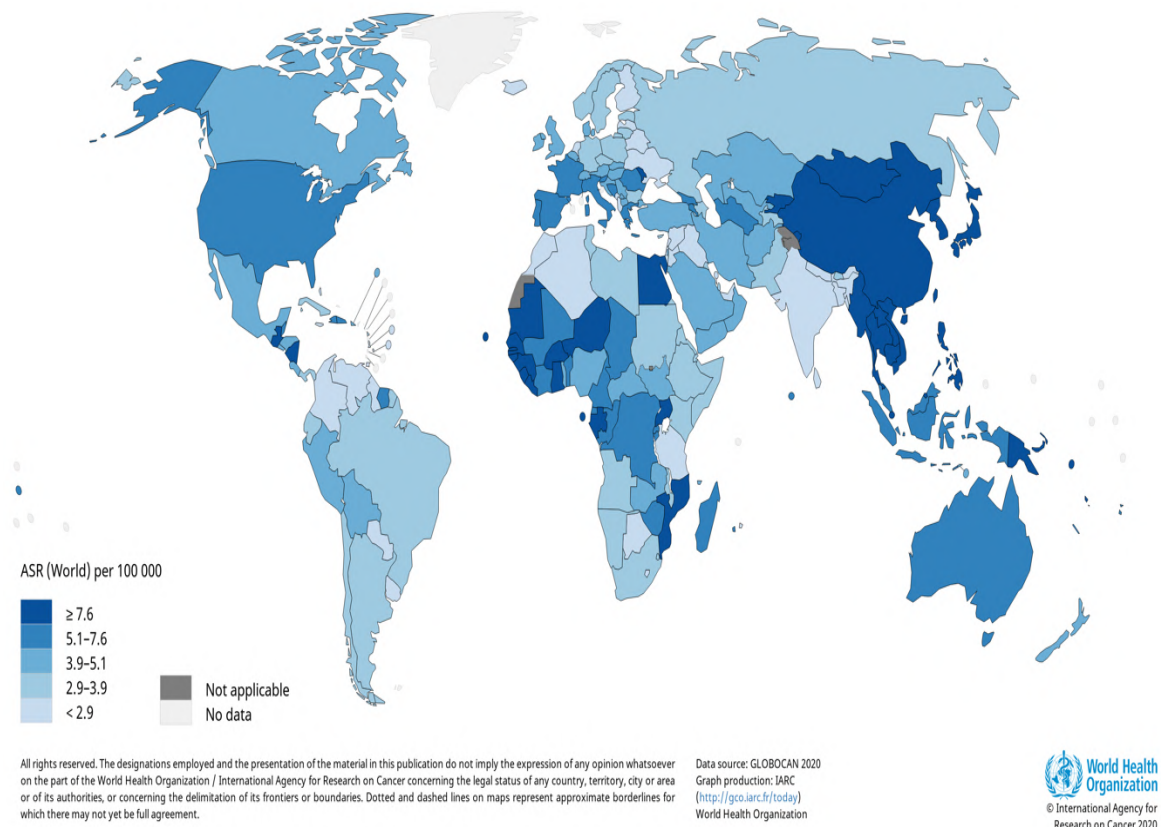 ASR (World) per 100 000
≥ 7.6
5.1–7.6
3.9–5.1
2.9–3.9
< 2.9
Not applicable
No data
All rights reserved. The designations employed and the presentation of the material in this publication do not imply the expression of any opinion whatsoever
on the part of the World Health Organization / International Agency for Research on Cancer concerning the legal status of any country, territory, city or area
or of its authorities, or concerning the delimitation of its frontiers or boundaries. Dotted and dashed lines on maps represent approximate borderlines for
which there may not yet be full agreement.
Data source: GLOBOCAN 2020
Graph production: IARC
(http://gco.iarc.fr/today)
World Health Organization
World Health
Organization
© International Agency for
Research on Cancer 2020